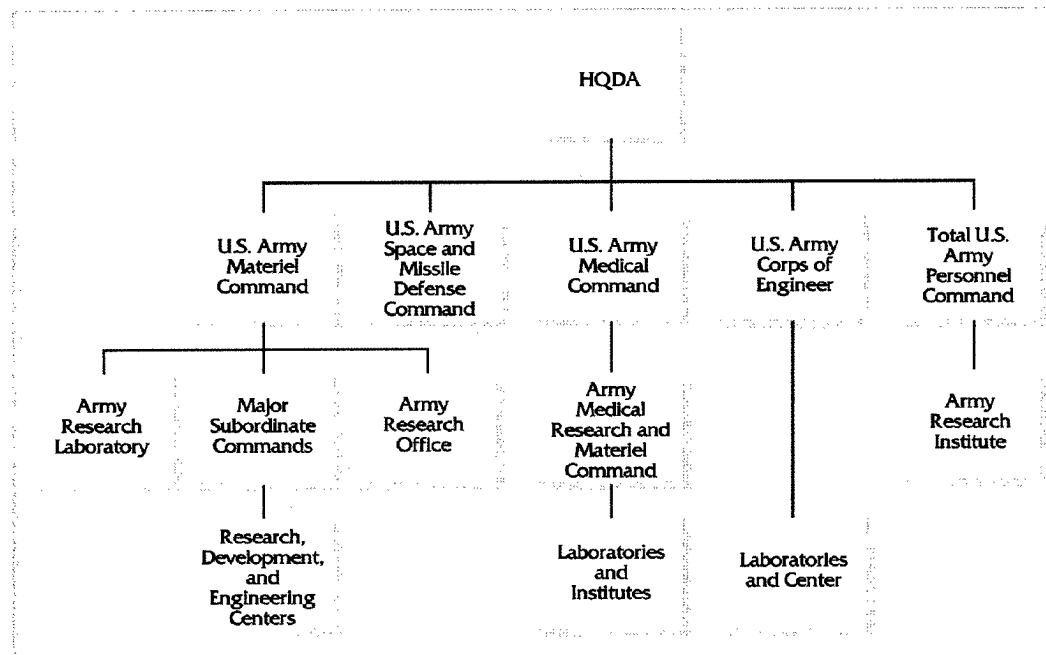 HQDA
U.S. Army
Materiel
Command
U.S. Army
Space and
Missile
Defense
Command
U.S. Army
Medical
Command
U.S. Army
Corps of
Engineer
Total U.S.
Army
Personnel
Command
Army
Research
Laboratory
Major
Subordinate
Commands
Army
Research
Office
Army
Medical
Research and
Materiel
Command
Army
Research
Institute
Research,
Development,
and
Engineering
Centers
Laboratories
and
Institutes
Laboratories
and Center